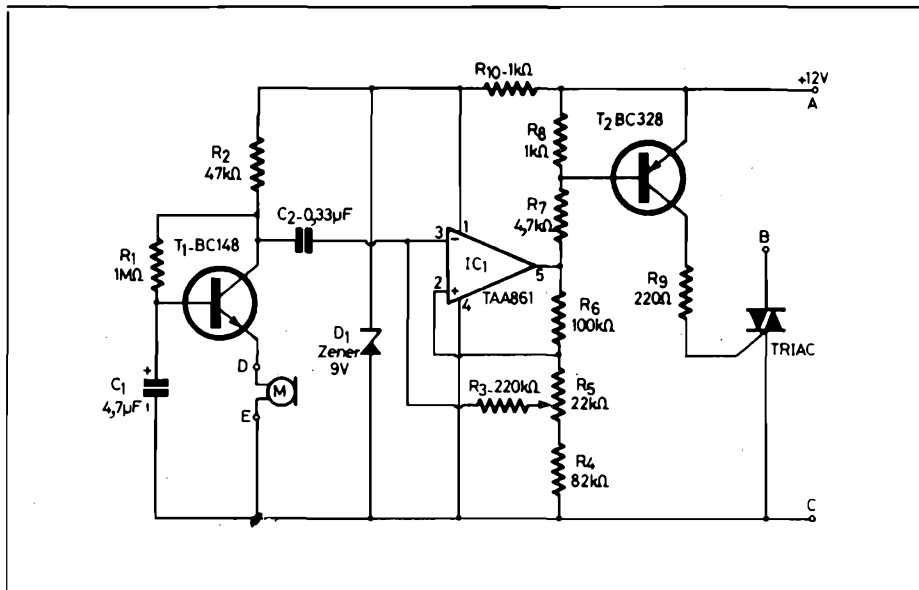 R10-1kΩ
+12V
A
R2
47kΩ
R8
1kΩ
T2 BC328
C2-0,33µF
R7
4,7kΩ
B
T1-BC148
R1
1MΩ
3
1
-
IC1
5
2
+
4
TAA861
R9
220Ω
R6
100kΩ
D1
Zener
9V
TRIAC
D
M
E
C1
4,7µF
+
R3-220kΩ
R5
22kΩ
R4
82kΩ
C